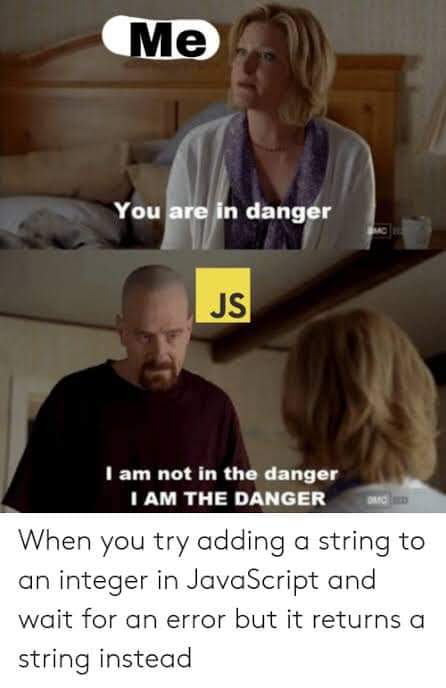 Me
You are in danger
AMC
JS
I am not in the danger
I AM THE DANGER
AMC
When you try adding a string to
an integer in JavaScript and
wait for an error but it returns a
string instead